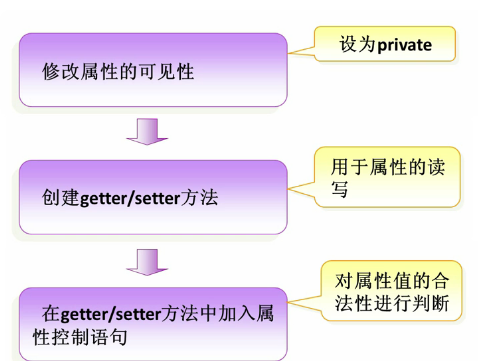 设为private
修改属性的可见性
用于属性的读
写
创建getter/setter方法
对属性值的合
法性进行判断
在getter/setter方法中加入属
性控制语句